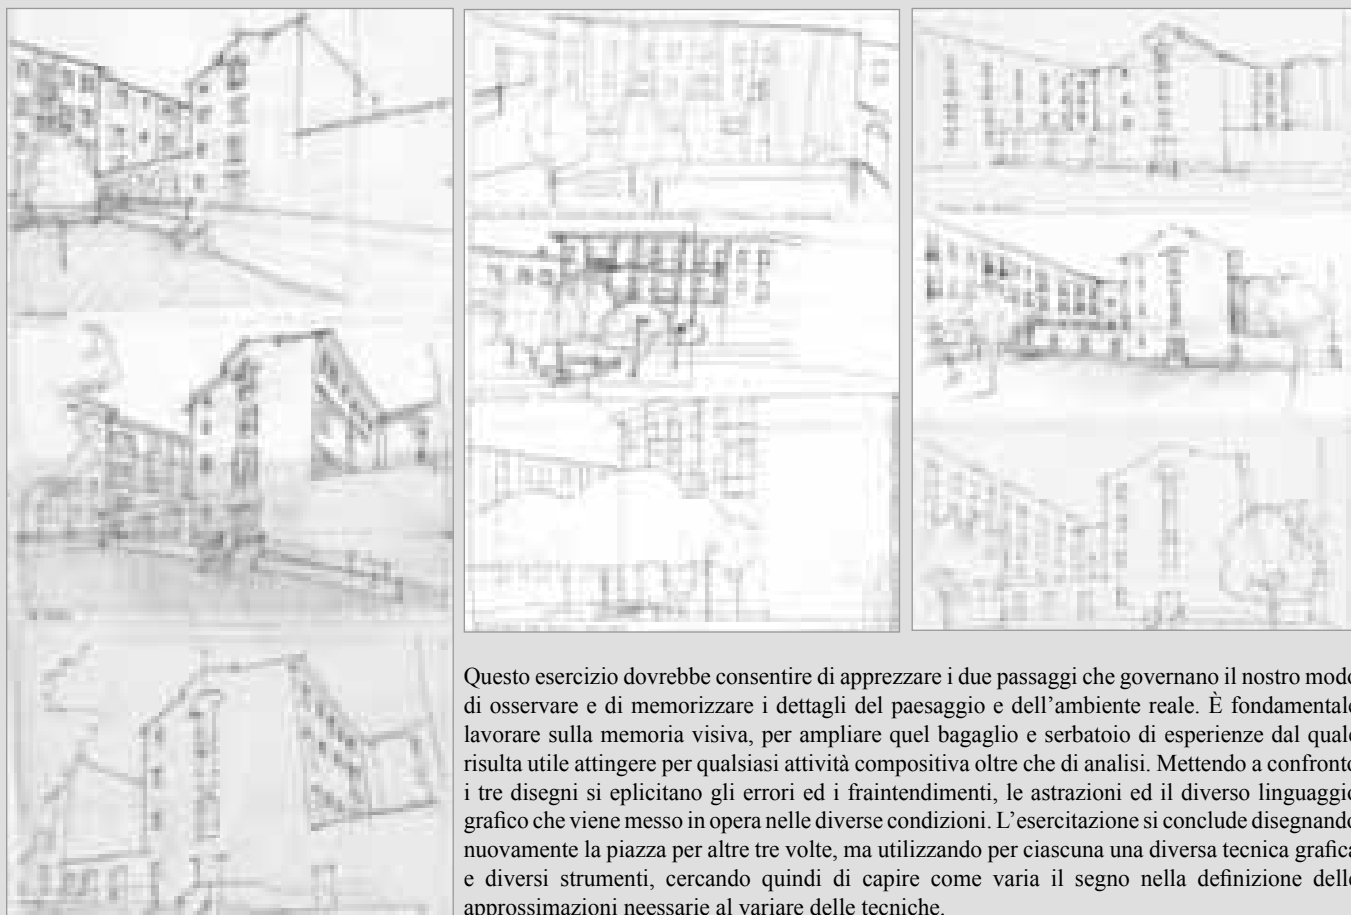 Questo esercizio dovrebbe consentire di apprezzare i due passaggi che governano il nostro modo
di osservare e di memorizzare i dettagli del paesaggio e dell'ambiente reale. È fondamentale
lavorare sulla memoria visiva, per ampliare quel bagaglio e serbatoio di esperienze dal quale
risulta utile attingere per qualsiasi attività compositiva oltre che di analisi. Mettendo a confronto
i tre disegni si eplicitano gli errori ed i fraintendimenti, le astrazioni ed il diverso linguaggio
grafico che viene messo in opera nelle diverse condizioni. L'esercitazione si conclude disegnando
nuovamente la piazza per altre tre volte, ma utilizzando per ciascuna una diversa tecnica grafica
e diversi strumenti, cercando quindi di capire come varia il segno nella definizione delle
approssimazioni neessarie al variare delle tecniche.